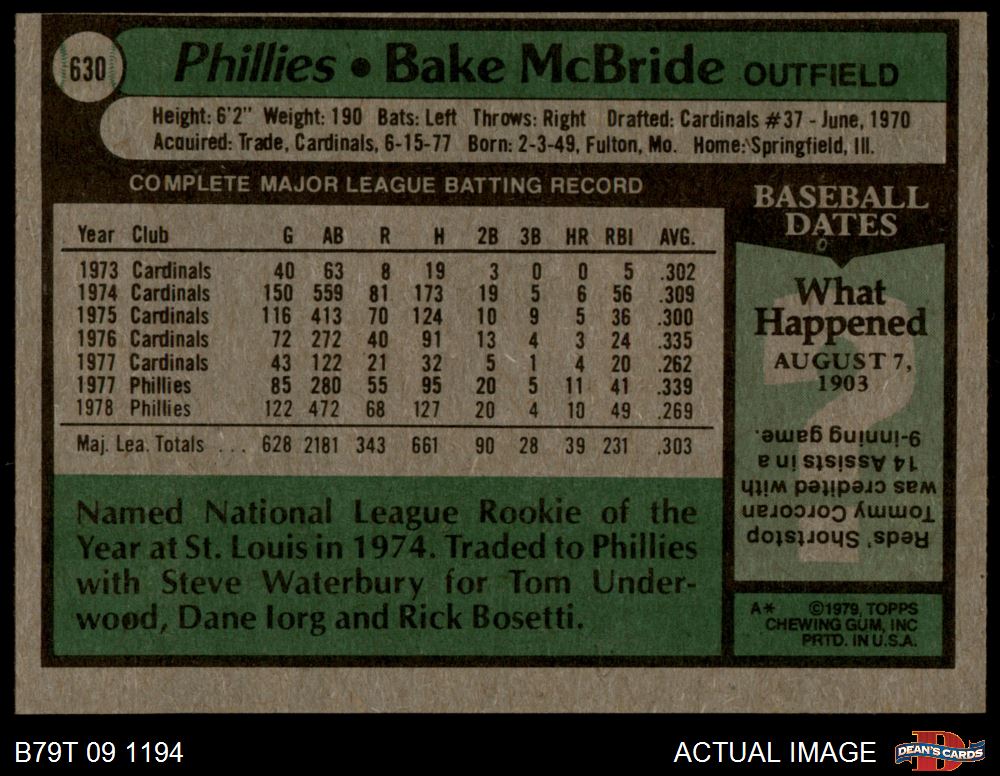 630
Phillies • Bake McBride OUTFIELD
Height: 6'2" Weight: 190 Bats: Left Throws: Right Drafted: Cardinals #37 - June, 1970
Acquired: Trade, Cardinals, 6-15-77 Born: 2-3-49, Fulton, Mo. Home: Springfield, Ill.
COMPLETE MAJOR LEAGUE BATTING RECORD
Year Club G AB R H 2B 3B HR RBI AVG.
1973 Cardinals 40 63 8 19 3 0 0 5 .302
1974 Cardinals 150 559 81 173 19 5 6 56 .309
1975 Cardinals 116 413 70 124 10 9 5 36 .300
1976 Cardinals 72 272 40 91 13 4 3 24 .335
1977 Cardinals 43 122 21 32 5 1 4 20 .262
1977 Phillies 85 280 55 95 20 5 11 41 .339
1978 Phillies 122 472 68 127 20 4 10 49 .269
Maj. Lea. Totals ... 628 2181 343 661 90 28 39 231 .303
Named National League Rookie of the
Year at St. Louis in 1974. Traded to Phillies
with Steve Waterbury for Tom Under-
wood, Dane Iorg and Rick Bosetti.
BASEBALL
DATES
What
Happened
AUGUST 7,
1903
?
Reds' Shortstop
Tommy Corcoran
was credited with
14 Assists in a
9-inning game.
A* ©1979, TOPPS
CHEWING GUM, INC
PRTD. IN U.S.A.
B79T 09 1194
ACTUAL IMAGE
DEAN'S CARDS